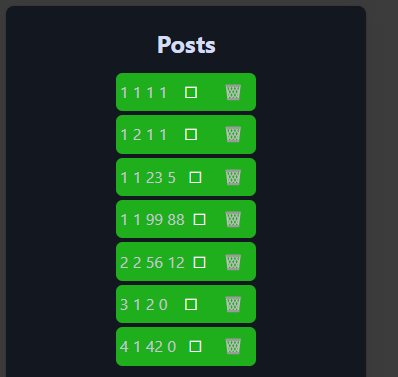 Posts
1 1 1 1 □ 🗑
1 2 1 1 □ 🗑
1 1 23 5 □ 🗑
1 1 99 88 □ 🗑
2 2 56 12 □ 🗑
3 1 2 0 □ 🗑
4 1 42 0 □ 🗑